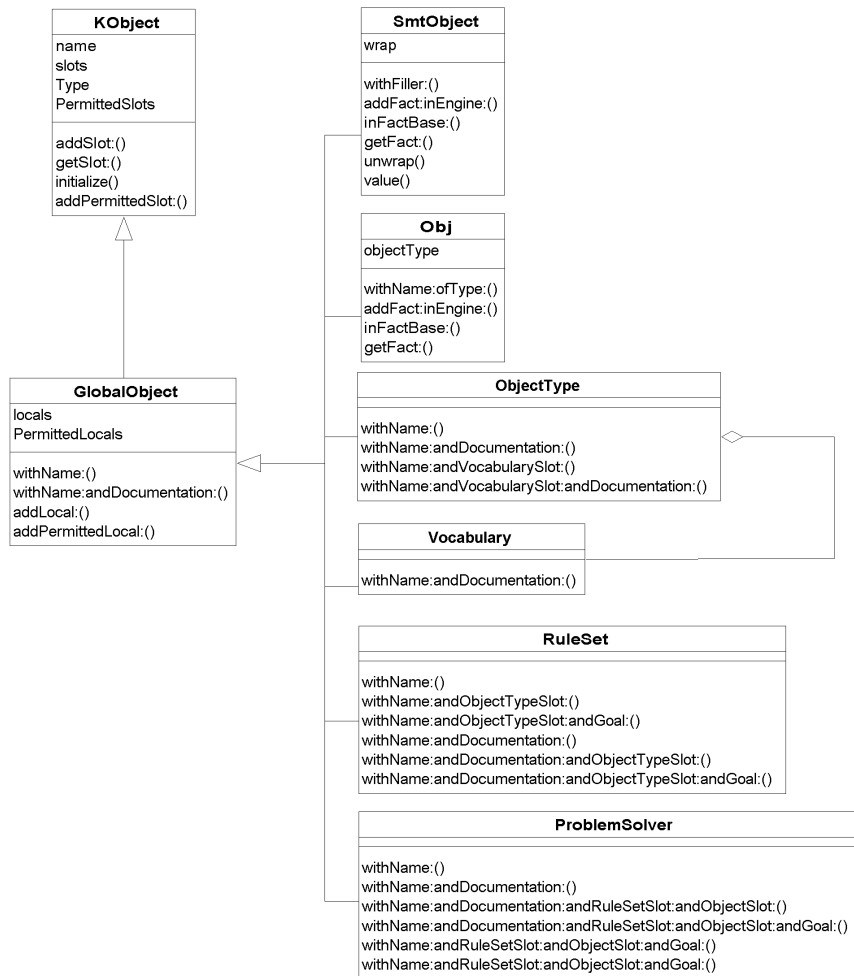 KObject
name
slots
Type
PermittedSlots
addSlot:()
getSlot:()
initialize()
addPermittedSlot:()
GlobalObject
locals
PermittedLocals
withName:()
withName:andDocumentation:()
addLocal:()
addPermittedLocal:()
SmtObject
wrap
withFiller:()
addFact:inEngine:()
inFactBase:()
getFact:()
unwrap()
value()
Obj
objectType
withName:ofType:()
addFact:inEngine:()
inFactBase:()
getFact:()
ObjectType
withName:()
withName:andDocumentation:()
withName:andVocabularySlot:()
withName:andVocabularySlot:andDocumentation:()
Vocabulary
withName:andDocumentation:()
RuleSet
withName:()
withName:andObjectTypeSlot:()
withName:andObjectTypeSlot:andGoal:()
withName:andDocumentation:()
withName:andDocumentation:andObjectTypeSlot:()
withName:andDocumentation:andObjectTypeSlot:andGoal:()
ProblemSolver
withName:()
withName:andDocumentation:()
withName:andDocumentation:andRuleSetSlot:andObjectSlot:()
withName:andDocumentation:andRuleSetSlot:andObjectSlot:andGoal:()
withName:andRuleSetSlot:andObjectSlot:andGoal:()
withName:andRuleSetSlot:andObjectSlot:andGoal:()